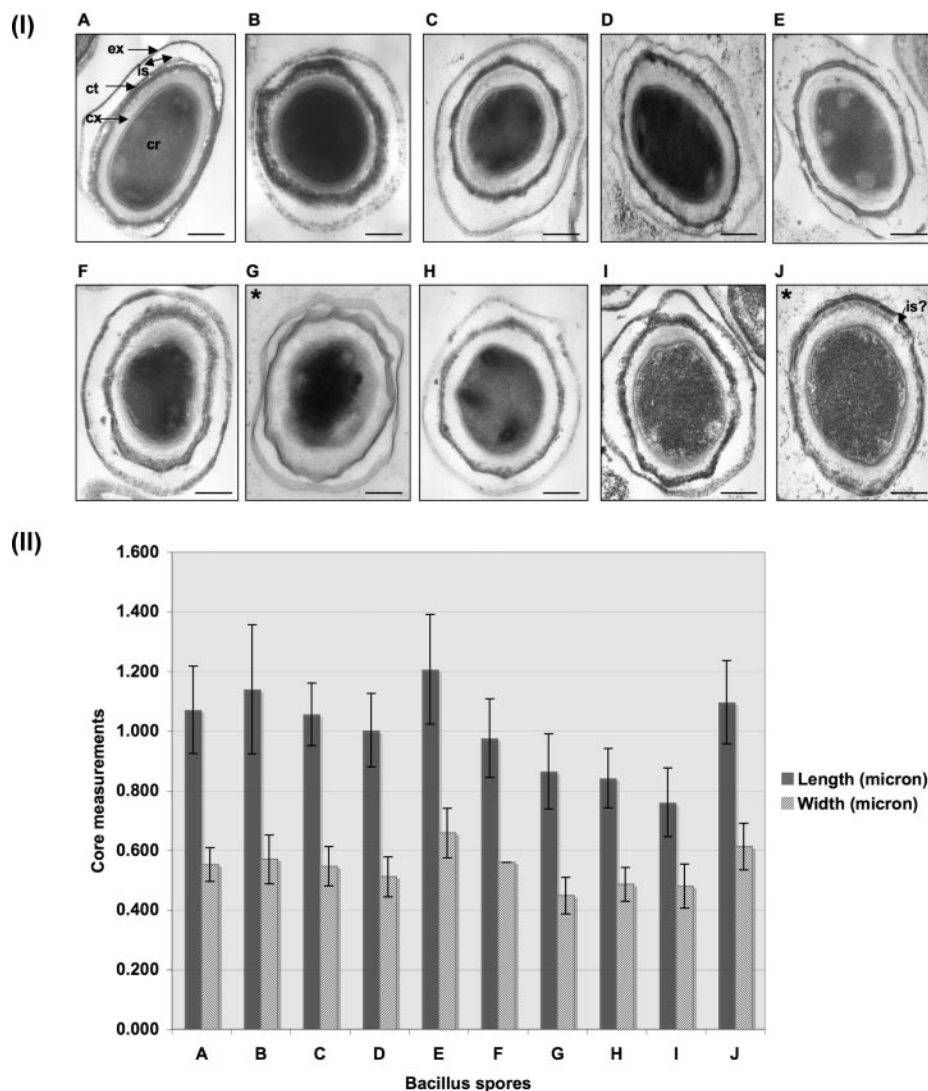 (I)
A B C D E
ex
is
ct
cx
cr
F G H I J
* *
is?
(II)
1.600
1.400
1.200
1.000
0.800
0.600
0.400
0.200
0.000
Core measurements
Length (micron)
Width (micron)
A B C D E F G H I J
Bacillus spores